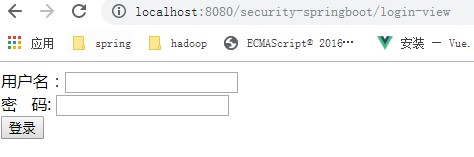 localhost:8080/security-springboot/login-view
应用 spring hadoop ECMAScript® 2016… 安装 — Vue.
用户名：
密 码:
登录